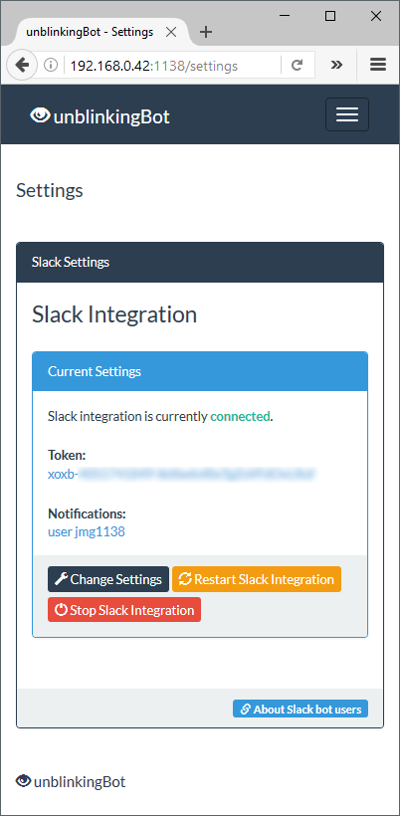 unblinkingBot - Settings
192.168.0.42:1138/settings
unblinkingBot
Settings
Slack Settings
Slack Integration
Current Settings
Slack integration is currently connected.
Token:
xoxb-
Notifications:
user jmg1138
Change Settings Restart Slack Integration
Stop Slack Integration
About Slack bot users
unblinkingBot